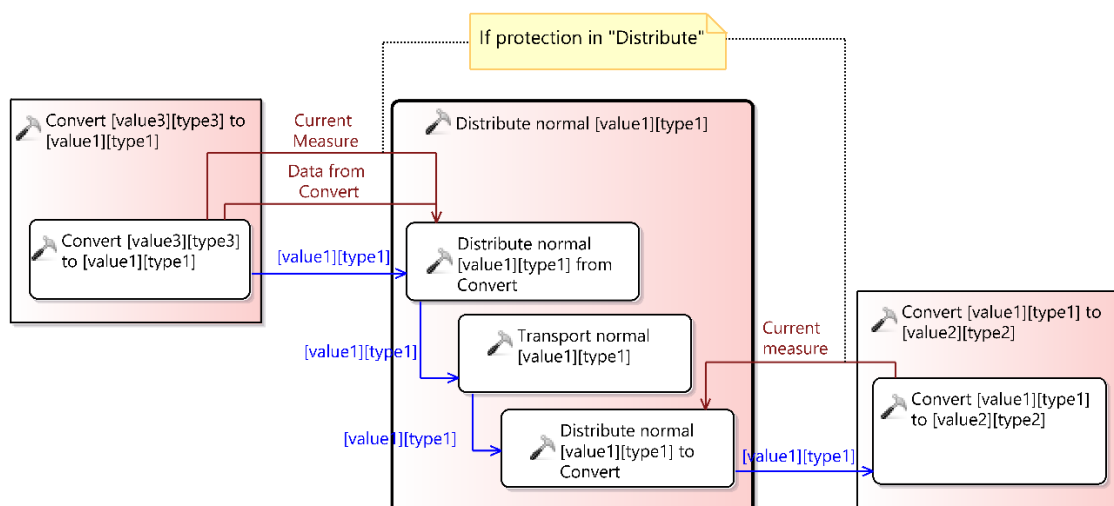 If protection in "Distribute"
Convert [value3][type3] to
[value1][type1]
Current
Measure
Data from
Convert
Convert [value3][type3]
to [value1][type1]
[value1][type1]
Distribute normal [value1][type1]
Distribute normal
[value1][type1] from
Convert
[value1][type1]
Transport normal
[value1][type1]
[value1][type1]
Distribute normal
[value1][type1] to
Convert
Current
measure
[value1][type1]
Convert [value1][type1] to
[value2][type2]
Convert [value1][type1]
to [value2][type2]